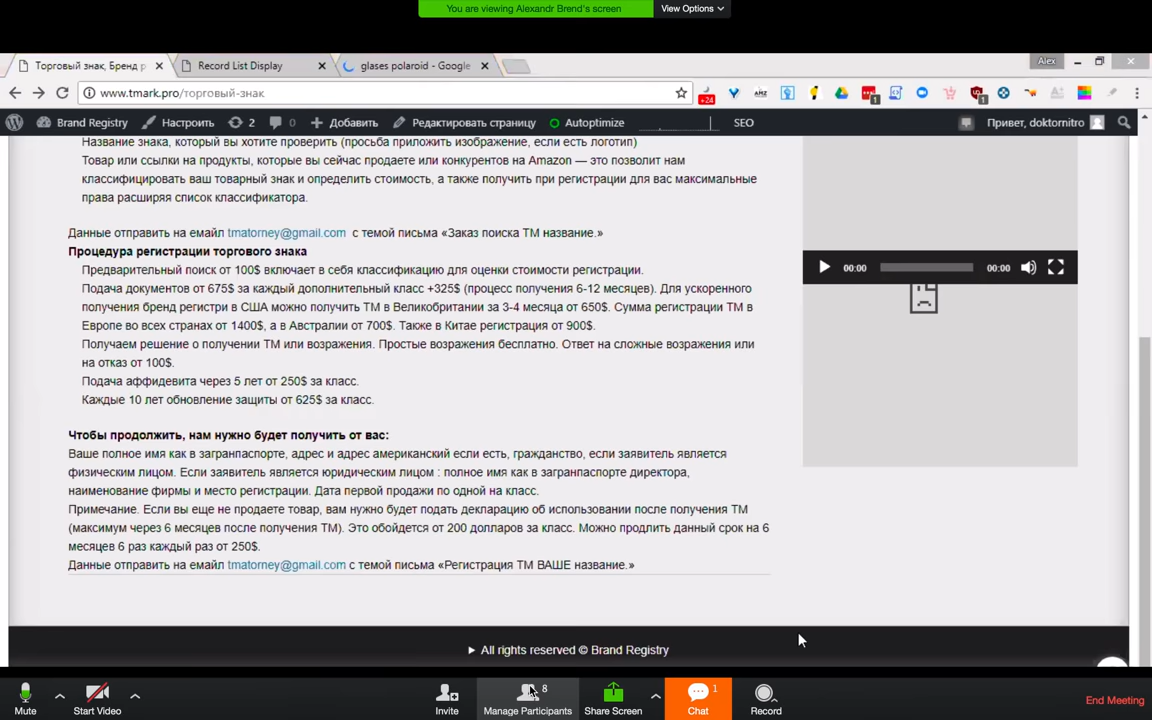 You are viewing Alexandr Brend's screen
View Options
Торговый знак, Бренд р
Record List Display
glases polaroid - Google
Alex
www.tmark.pro/торговый-знак
+24
AMZ
1
1
Brand Registry
Настроить
2
0
Добавить
Редактировать страницу
Autoptimize
SEO
Привет, doktornitro
Название знака, который вы хотите проверить (просьба приложить изображение, если есть логотип)
Товар или ссылки на продукты, которые вы сейчас продаете или конкурентов на Amazon — это позволит нам
классифицировать ваш товарный знак и определить стоимость, а также получить при регистрации для вас максимальные
права расширяя список классификатора.
Данные отправить на емайл tmatorney@gmail.com с темой письма «Заказ поиска ТМ название.»
Процедура регистрации торгового знака
Предварительный поиск от 100$ включает в себя классификацию для оценки стоимости регистрации.
Подача документов от 675$ за каждый дополнительный класс +325$ (процесс получения 6-12 месяцев). Для ускоренного
получения бренд регистри в США можно получить ТМ в Великобритании за 3-4 месяца от 650$. Сумма регистрации ТМ в
Европе во всех странах от 1400$, а в Австралии от 700$. Также в Китае регистрация от 900$.
Получаем решение о получении ТМ или возражения. Простые возражения бесплатно. Ответ на сложные возражения или
на отказ от 100$.
Подача аффидевита через 5 лет от 250$ за класс.
Каждые 10 лет обновление защиты от 625$ за класс.
00:00
00:00
Чтобы продолжить, нам нужно будет получить от вас:
Ваше полное имя как в загранпаспорте, адрес и адрес американский если есть, гражданство, если заявитель является
физическим лицом. Если заявитель является юридическим лицом : полное имя как в загранпаспорте директора,
наименование фирмы и место регистрации. Дата первой продажи по одной на класс.
Примечание. Если вы еще не продаете товар, вам нужно будет подать декларацию об использовании после получения ТМ
(максимум через 6 месяцев после получения ТМ). Это обойдется от 200 долларов за класс. Можно продлить данный срок на 6
месяцев 6 раз каждый раз от 250$.
Данные отправить на емайл tmatorney@gmail.com с темой письма «Регистрация ТМ ВАШЕ название.»
All rights reserved © Brand Registry
Mute
Start Video
Invite
8
Manage Participants
Share Screen
1
Chat
Record
End Meeting